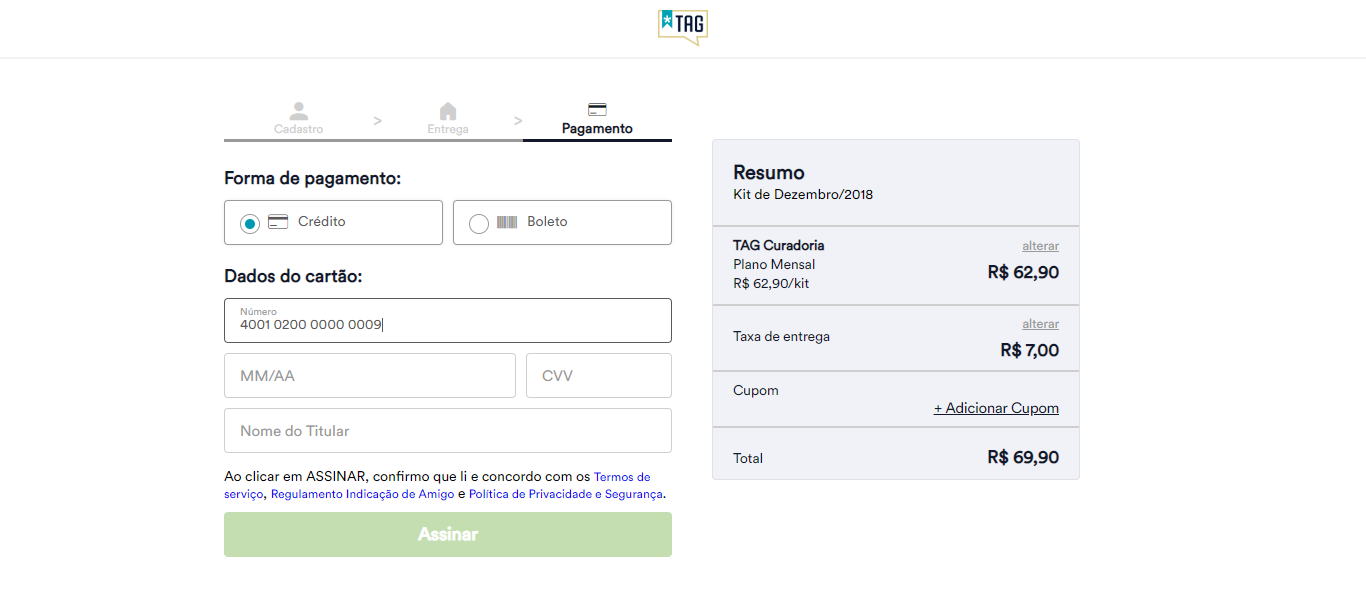 TAG
Cadastro > Entrega > Pagamento
Forma de pagamento:
Crédito
Boleto
Dados do cartão:
Número
4001 0200 0000 0009
MM/AA
CVV
Nome do Titular
Ao clicar em ASSINAR, confirmo que li e concordo com os Termos de
serviço, Regulamento Indicação de Amigo e Política de Privacidade e Segurança.
Assinar
Resumo
Kit de Dezembro/2018
TAG Curadoria
alterar
Plano Mensal
R$ 62,90
R$ 62,90/kit
alterar
Taxa de entrega
R$ 7,00
Cupom
+ Adicionar Cupom
Total
R$ 69,90